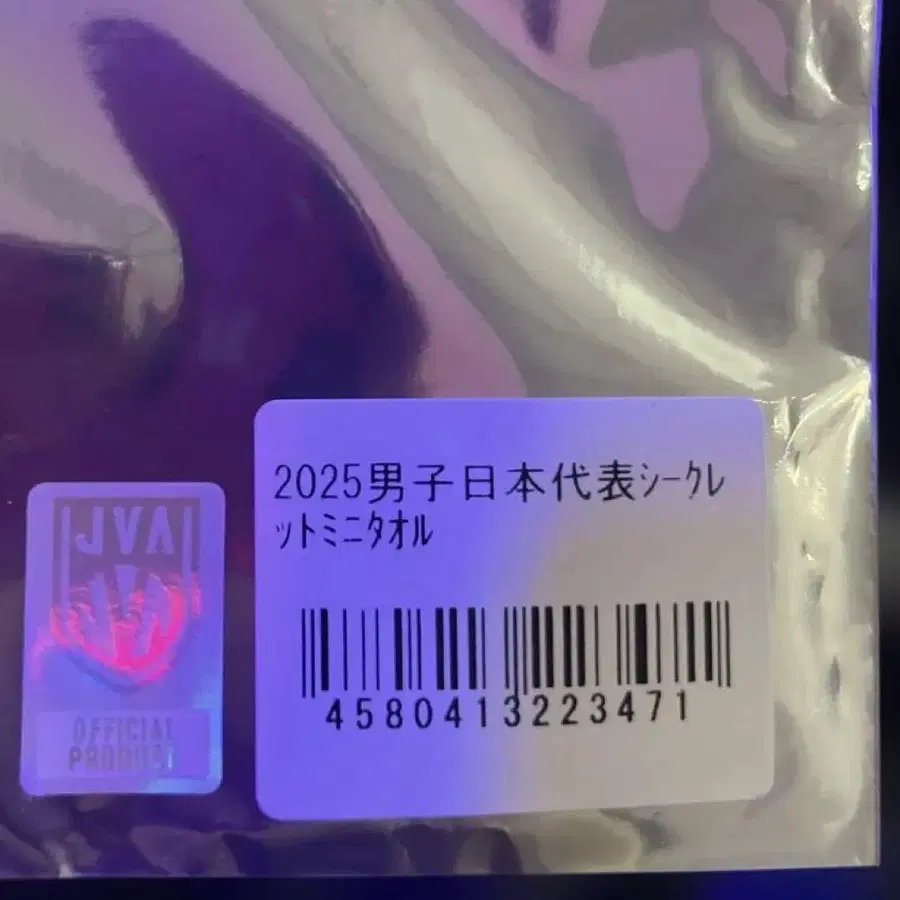 2025男子日本代表ｼｰｸﾚ
ｯﾄﾐﾆﾀｵﾙ
4580413223471
JVA
OFFICIAL
PRODUCT